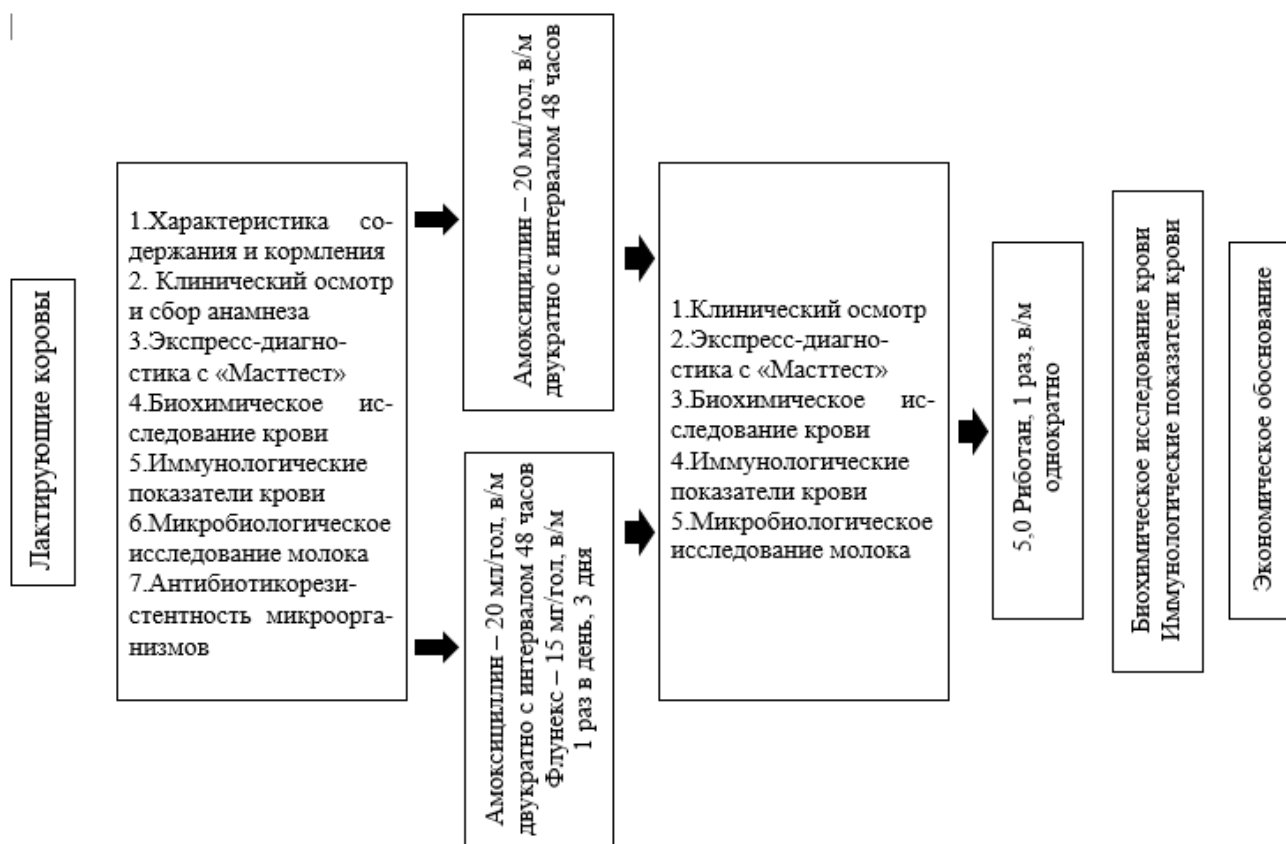 Лактирующие коровы
1.Характеристика со-
держания и кормления
2. Клинический осмотр
и сбор анамнеза
3.Экспресс-диагно-
стика с «Масттест»
4.Биохимическое ис-
следование крови
5.Иммунологические
показатели крови
6.Микробиологическое
исследование молока
7.Антибиотикорези-
стентность микроорга-
низмов
Амоксициллин – 20 мл/гол, в/м
двукратно с интервалом 48 часов
Амоксициллин – 20 мл/гол, в/м
двукратно с интервалом 48 часов
Флунекс – 15 мг/гол, в/м
1 раз в день, 3 дня
1.Клинический осмотр
2.Экспресс-диагно-
стика с «Масттест»
3.Биохимическое ис-
следование крови
4.Иммунологические
показатели крови
5.Микробиологическое
исследование молока
5,0 Риботан, 1 раз, в/м
однократно
Биохимическое исследование крови
Иммунологические показатели крови
Экономическое обоснование